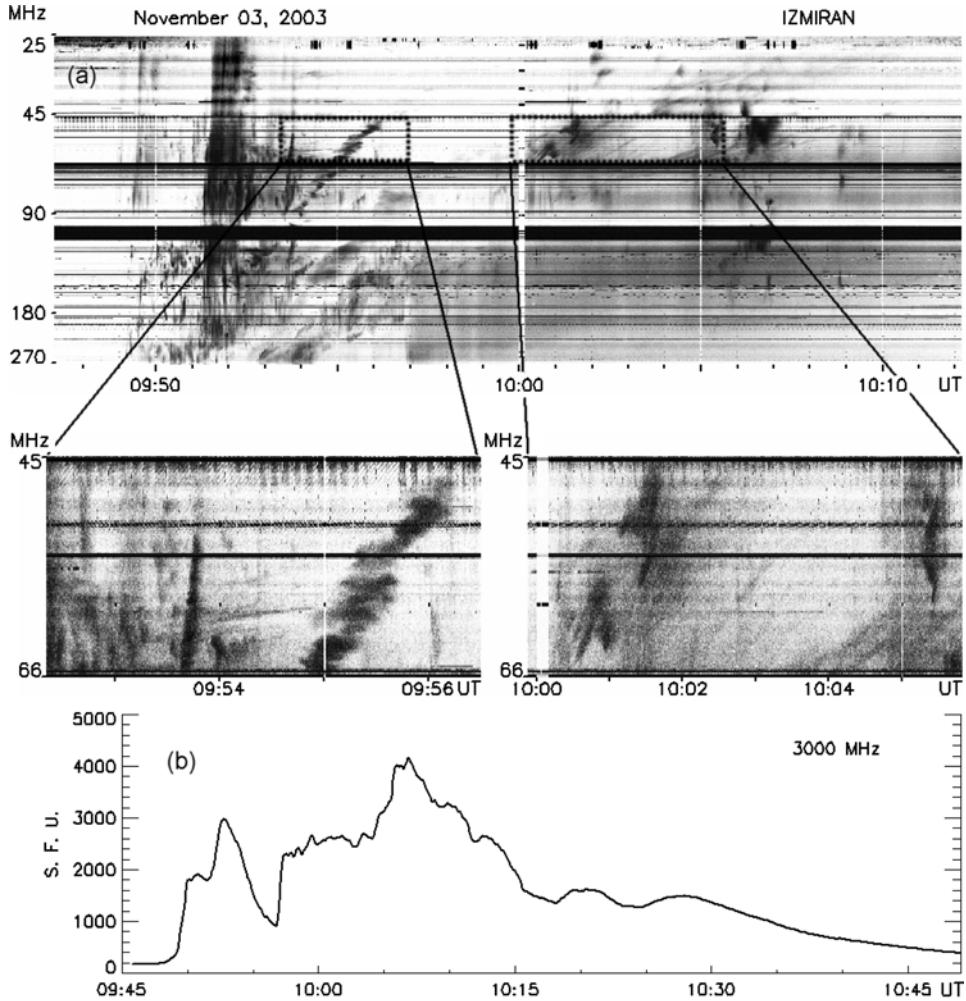 MHz November 03, 2003 IZMIRAN
25
(a)
45
90
180
270
09:50 10:00 10:10 UT
MHz MHz
45 45
66 66
09:54 09:56 UT 10:00 10:02 10:04 UT
5000
(b) 3000 MHz
4000
3000
S. F. U.
2000
1000
0
09:45 10:00 10:15 10:30 10:45 UT